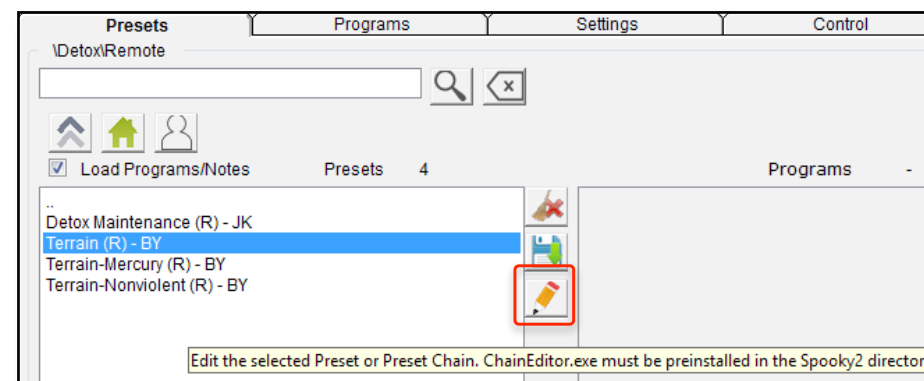 Presets Programs Settings Control
\Detox\Remote
Load Programs/Notes Presets 4 Programs -
..
Detox Maintenance (R) - JK
Terrain (R) - BY
Terrain-Mercury (R) - BY
Terrain-Nonviolent (R) - BY
Edit the selected Preset or Preset Chain. ChainEditor.exe must be preinstalled in the Spooky2 director